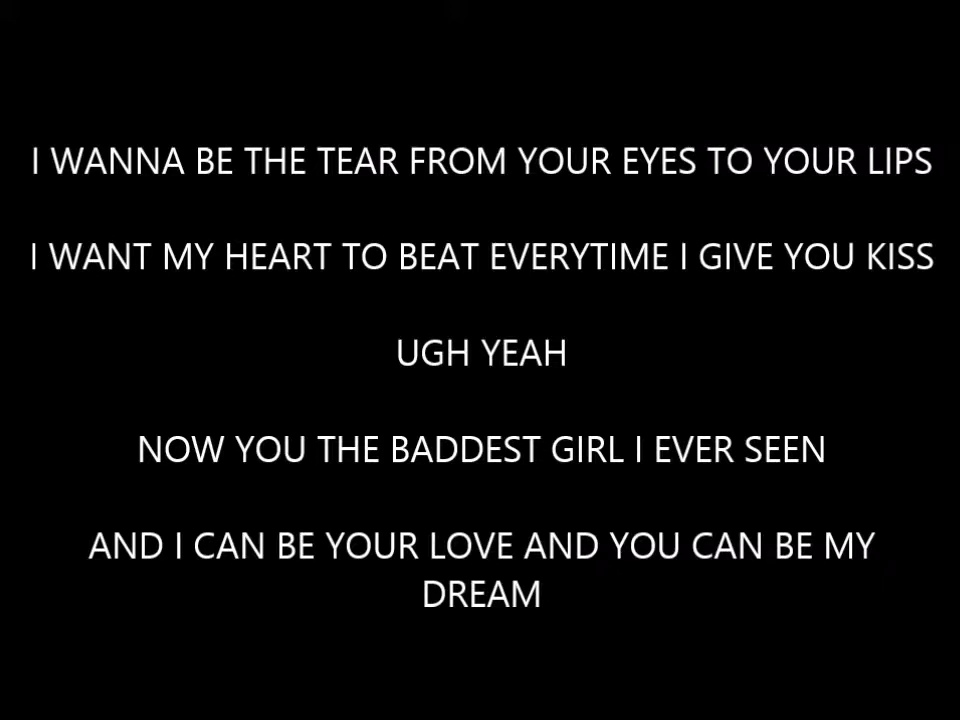 I WANNA BE THE TEAR FROM YOUR EYES TO YOUR LIPS
I WANT MY HEART TO BEAT EVERYTIME I GIVE YOU KISS
UGH YEAH
NOW YOU THE BADDEST GIRL I EVER SEEN
AND I CAN BE YOUR LOVE AND YOU CAN BE MY
DREAM